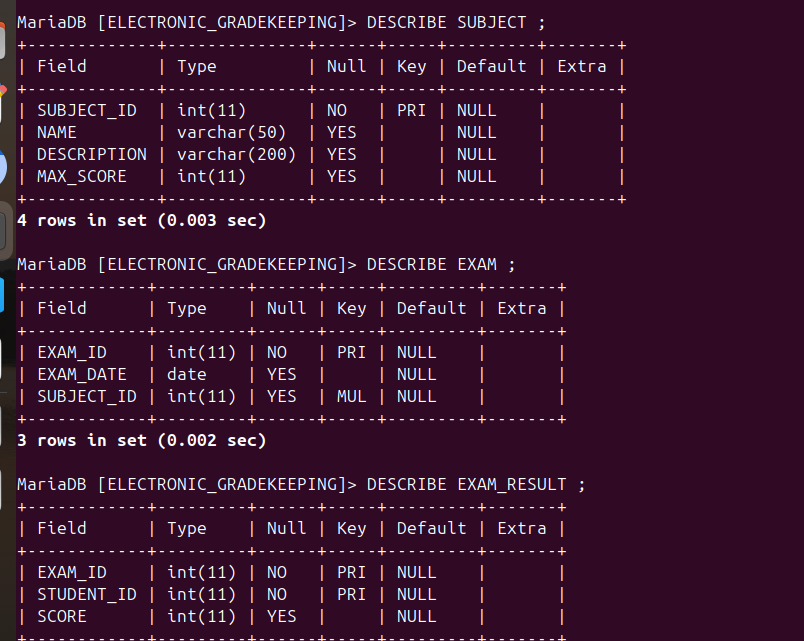 MariaDB [ELECTRONIC_GRADEKEEPING]> DESCRIBE SUBJECT ;
+-------------+--------------+------+-----+---------+-------+
| Field       | Type         | Null | Key | Default | Extra |
+-------------+--------------+------+-----+---------+-------+
| SUBJECT_ID  | int(11)      | NO   | PRI | NULL    |       |
| NAME        | varchar(50)  | YES  |     | NULL    |       |
| DESCRIPTION | varchar(200) | YES  |     | NULL    |       |
| MAX_SCORE   | int(11)      | YES  |     | NULL    |       |
+-------------+--------------+------+-----+---------+-------+
4 rows in set (0.003 sec)

MariaDB [ELECTRONIC_GRADEKEEPING]> DESCRIBE EXAM ;
+------------+---------+------+-----+---------+-------+
| Field      | Type    | Null | Key | Default | Extra |
+------------+---------+------+-----+---------+-------+
| EXAM_ID    | int(11) | NO   | PRI | NULL    |       |
| EXAM_DATE  | date    | YES  |     | NULL    |       |
| SUBJECT_ID | int(11) | YES  | MUL | NULL    |       |
+------------+---------+------+-----+---------+-------+
3 rows in set (0.002 sec)

MariaDB [ELECTRONIC_GRADEKEEPING]> DESCRIBE EXAM_RESULT ;
+------------+---------+------+-----+---------+-------+
| Field      | Type    | Null | Key | Default | Extra |
+------------+---------+------+-----+---------+-------+
| EXAM_ID    | int(11) | NO   | PRI | NULL    |       |
| STUDENT_ID | int(11) | NO   | PRI | NULL    |       |
| SCORE      | int(11) | YES  |     | NULL    |       |
+------------+---------+------+-----+---------+-------+